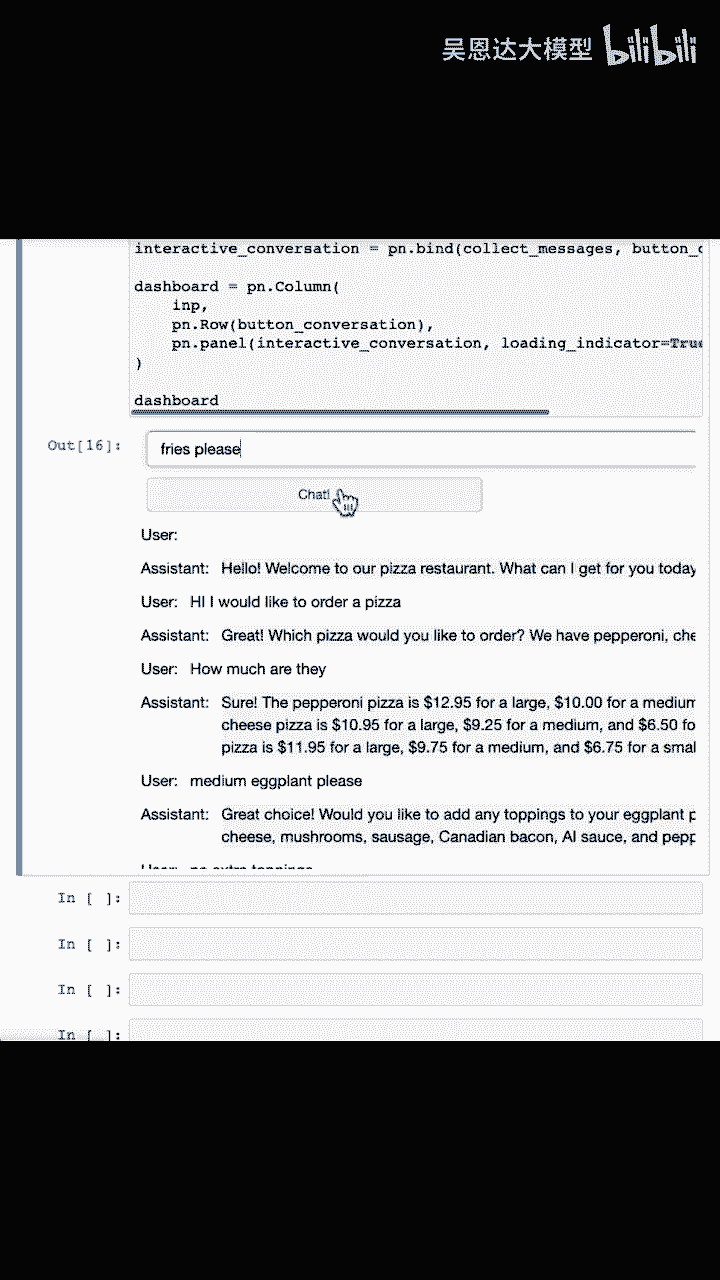 吴恩达大模型 bilibili
interactive_conversation = pn.bind(collect_messages, button_c
dashboard = pn.Column(
inp,
pn.Row(button_conversation),
pn.panel(interactive_conversation, loading_indicator=True
)
dashboard
Out[16]:
fries please
Chat!
User:
Assistant: Hello! Welcome to our pizza restaurant. What can I get for you today
User: HI I would like to order a pizza
Assistant: Great! Which pizza would you like to order? We have pepperoni, che
User: How much are they
Assistant: Sure! The pepperoni pizza is $12.95 for a large, $10.00 for a medium
cheese pizza is $10.95 for a large, $9.25 for a medium, and $6.50 fo
pizza is $11.95 for a large, $9.75 for a medium, and $6.75 for a smal
User: medium eggplant please
Assistant: Great choice! Would you like to add any toppings to your eggplant p
cheese, mushrooms, sausage, Canadian bacon, AI sauce, and pepp
User: no extra toppings
In [ ]:
In [ ]:
In [ ]:
In [ ]: